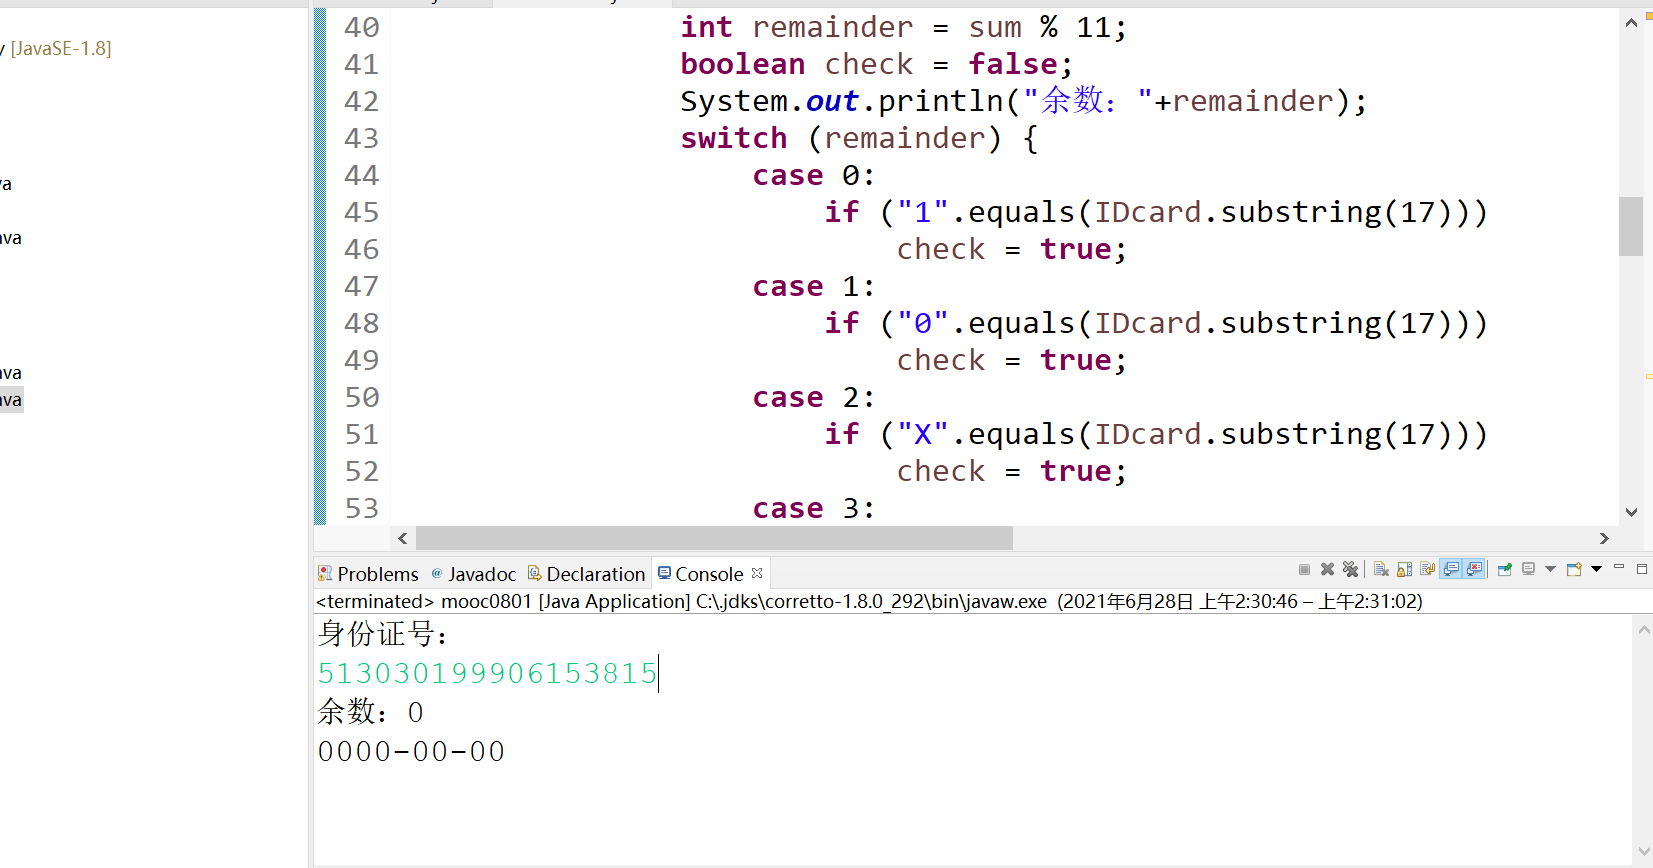 [JavaSE-1.8]
va
ava
ava
ava
40 int remainder = sum % 11;
41 boolean check = false;
42 System.out.println("余数："+remainder);
43 switch (remainder) {
44 case 0:
45 if ("1".equals(IDcard.substring(17)))
46 check = true;
47 case 1:
48 if ("0".equals(IDcard.substring(17)))
49 check = true;
50 case 2:
51 if ("X".equals(IDcard.substring(17)))
52 check = true;
53 case 3:
Problems @ Javadoc Declaration Console
<terminated> mooc0801 [Java Application] C:\.jdks\corretto-1.8.0_292\bin\javaw.exe (2021年6月28日 上午2:30:46 – 上午2:31:02)
身份证号：
513030199906153815
余数：0
0000-00-00